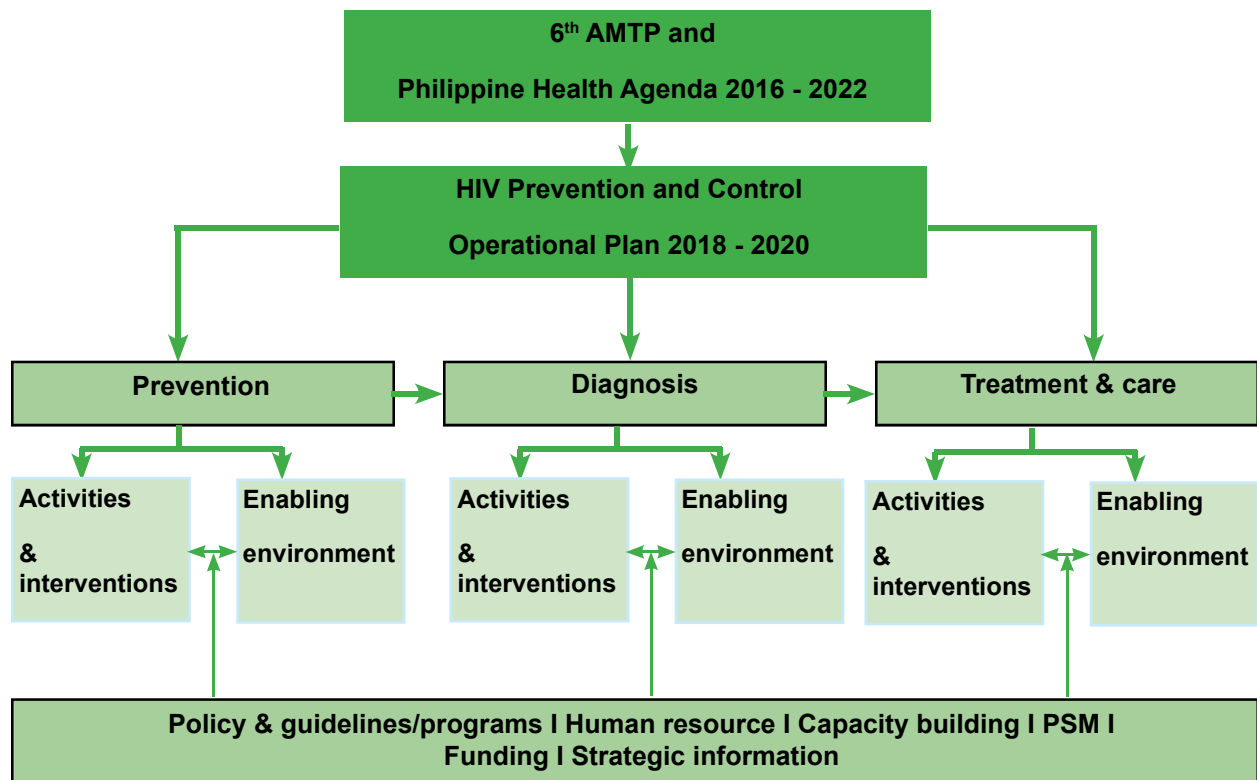 6th AMTP and
Philippine Health Agenda 2016 - 2022
HIV Prevention and Control
Operational Plan 2018 - 2020
Prevention
Diagnosis
Treatment & care
Activities
& interventions
Enabling
environment
Activities
& interventions
Enabling
environment
Activities
& interventions
Enabling
environment
Policy & guidelines/programs I Human resource I Capacity building I PSM I
Funding I Strategic information